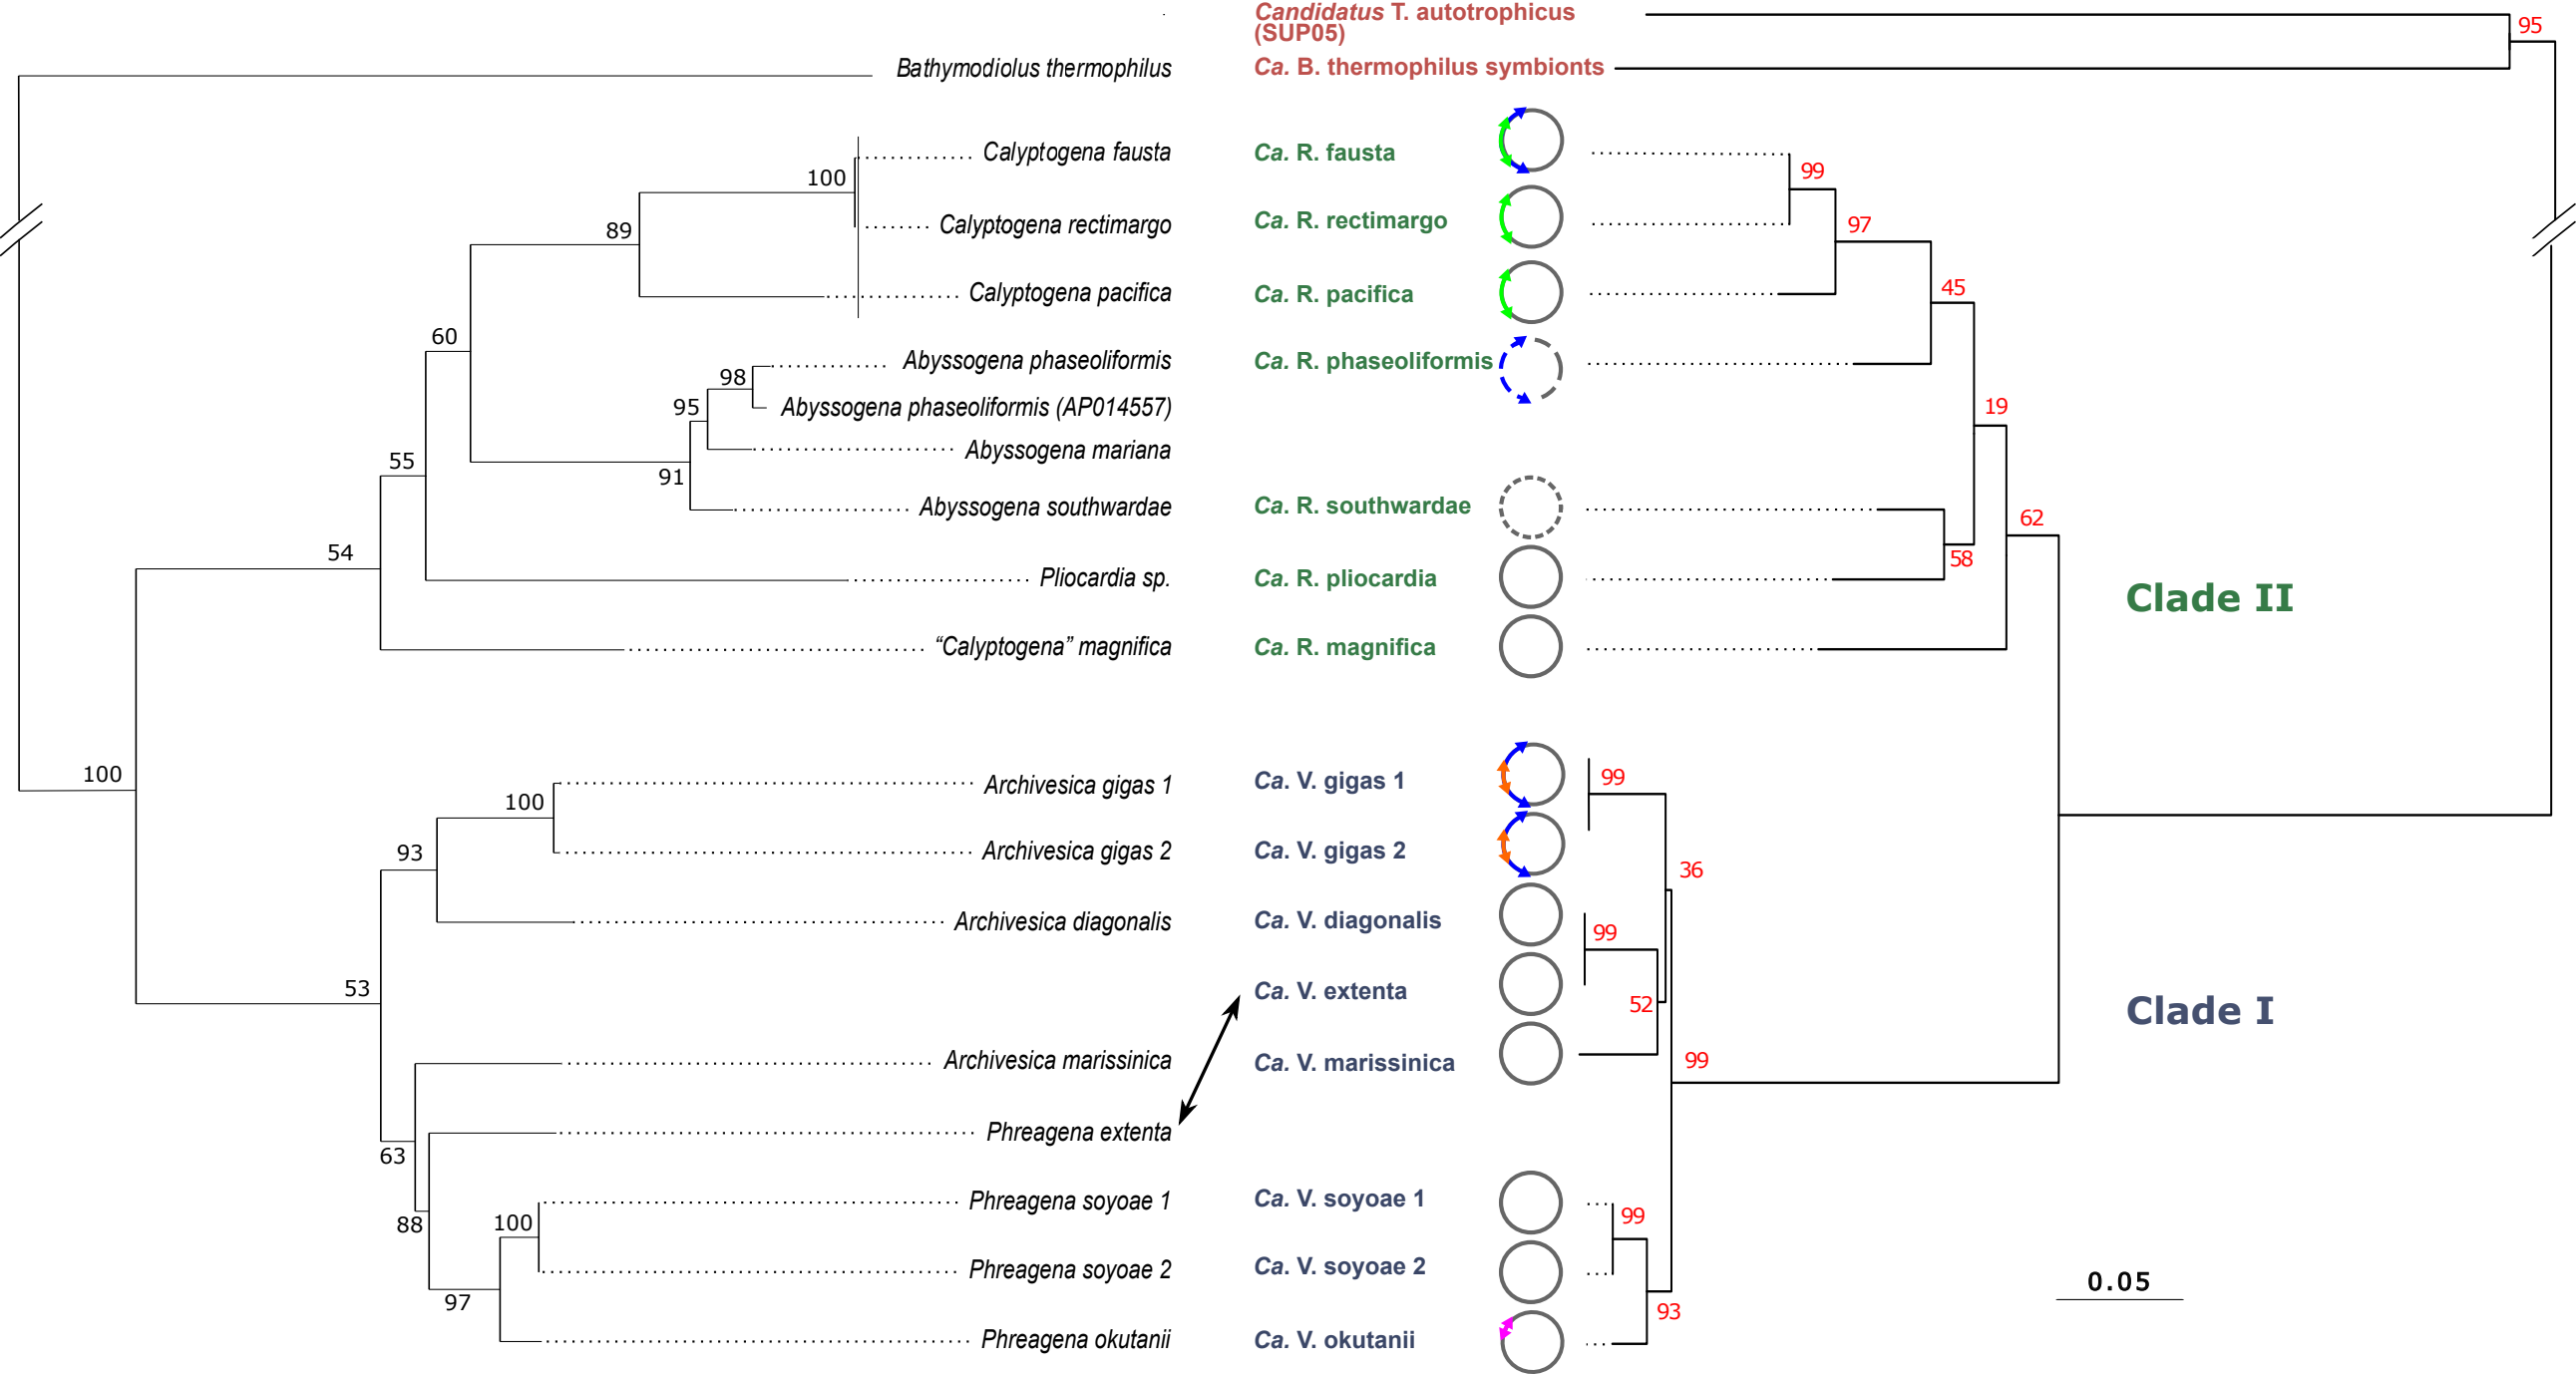 Candidatus T. autotrophicus
(SUP05)
95
Bathymodiolus thermophilus
Ca. B. thermophilus symbionts
Calyptogena fausta
Ca. R. fausta
100
99
Calyptogena rectimargo
Ca. R. rectimargo
89
97
Calyptogena pacifica
Ca. R. pacifica
45
60
Abyssogena phaseoliformis
Ca. R. phaseoliformis
98
Abyssogena phaseoliformis (AP014557)
95
19
Abyssogena mariana
55
91
Abyssogena southwardae
Ca. R. southwardae
62
54
58
Pliocardia sp.
Ca. R. pliocardia
Clade II
“Calyptogena” magnifica
Ca. R. magnifica
100
Archivesica gigas 1
Ca. V. gigas 1
99
100
93
Archivesica gigas 2
Ca. V. gigas 2
36
Archivesica diagonalis
Ca. V. diagonalis
99
53
Ca. V. extenta
52
Clade I
Archivesica marissinica
Ca. V. marissinica
99
Phreagena extenta
63
Phreagena soyoae 1
Ca. V. soyoae 1
88
100
99
Phreagena soyoae 2
Ca. V. soyoae 2
0.05
97
93
Phreagena okutanii
Ca. V. okutanii